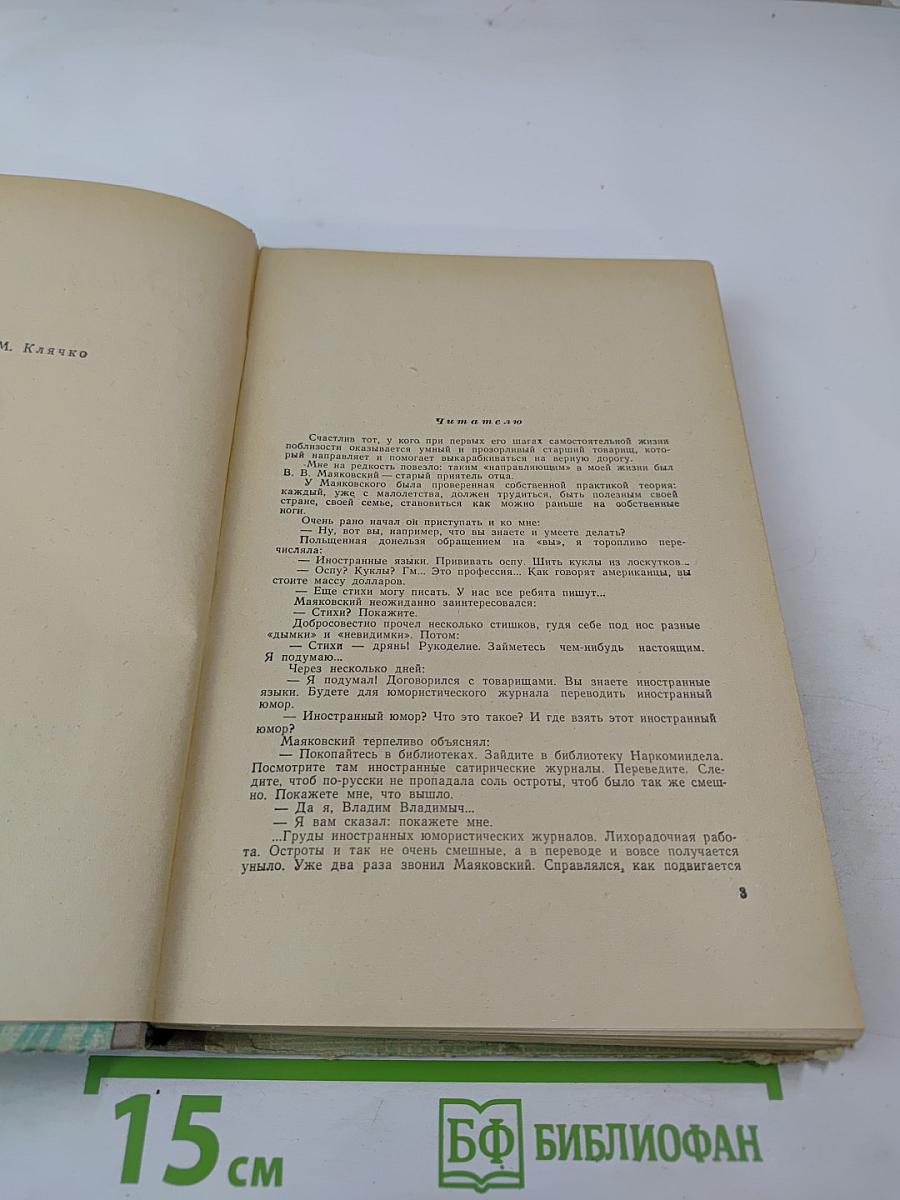 М. Клячко
Читателю
Счастлив тот, у кого при первых его шагах самостоятельной жизни
поблизости оказывается умный и прозорливый старший товарищ, кото-
рый направляет и помогает выкарабкиваться на верную дорогу.
Мне на редкость повезло: таким «направляющим» в моей жизни был
В. В. Маяковский — старый приятель отца.
У Маяковского была проверенная собственной практикой теория:
каждый, уже с малолетства, должен трудиться, быть полезным своей
стране, своей семье, становиться как можно раньше на собственные
ноги.
Очень рано начал он приступать и ко мне:
— Ну, вот вы, например, что вы знаете и умеете делать?
Польщенная донельзя обращением на «вы», я торопливо пере-
числяла:
— Иностранные языки. Прививать оспу. Шить куклы из лоскутков...
— Оспу? Куклы? Гм... Это профессия... Как говорят американцы, вы
стоите массу долларов.
— Еще стихи могу писать. У нас все ребята пишут...
Маяковский неожиданно заинтересовался:
— Стихи? Покажите.
Добросовестно прочел несколько стишков, гудя себе под нос разные
«дымки» и «невидимки». Потом:
— Стихи — дрянь! Рукоделие. Займетесь чем-нибудь настоящим.
Я подумаю...
Через несколько дней:
— Я подумал! Договорился с товарищами. Вы знаете иностранные
языки. Будете для юмористического журнала переводить иностранный
юмор.
— Иностранный юмор? Что это такое? И где взять этот иностранный
юмор?
Маяковский терпеливо объяснял:
— Покопайтесь в библиотеках. Зайдите в библиотеку Наркоминдела.
Посмотрите там иностранные сатирические журналы. Переведите. Сле-
дите, чтоб по-русски не пропадала соль остроты, чтоб было так же смеш-
но. Покажете мне, что вышло.
— Да я, Владим Владимыч...
— Я вам сказал: покажете мне.
...Груды иностранных юмористических журналов. Лихорадочная рабо-
та. Остроты и так не очень смешные, а в переводе и вовсе получается
уныло. Уже два раза звонил Маяковский. Справлялся, как подвигается
3
15 см
БФ БИБЛИОФАН